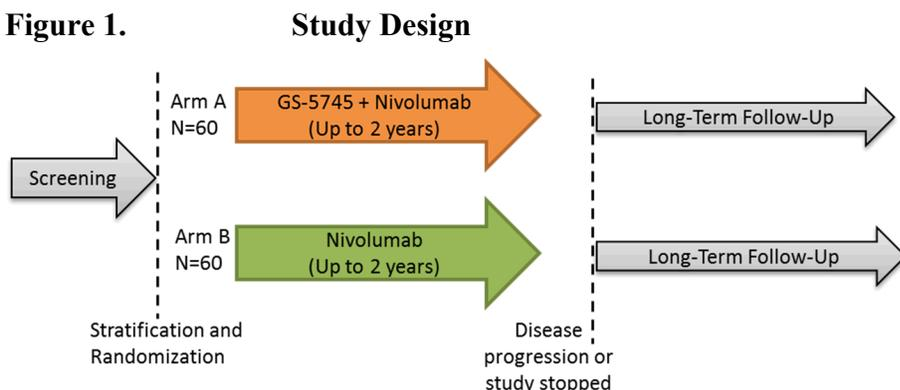 Figure 1. Study Design
Arm A
N=60
GS-5745 + Nivolumab
(Up to 2 years)
Long-Term Follow-Up
Screening
Arm B
N=60
Nivolumab
(Up to 2 years)
Long-Term Follow-Up
Stratification and
Randomization
Disease
progression or
study stopped